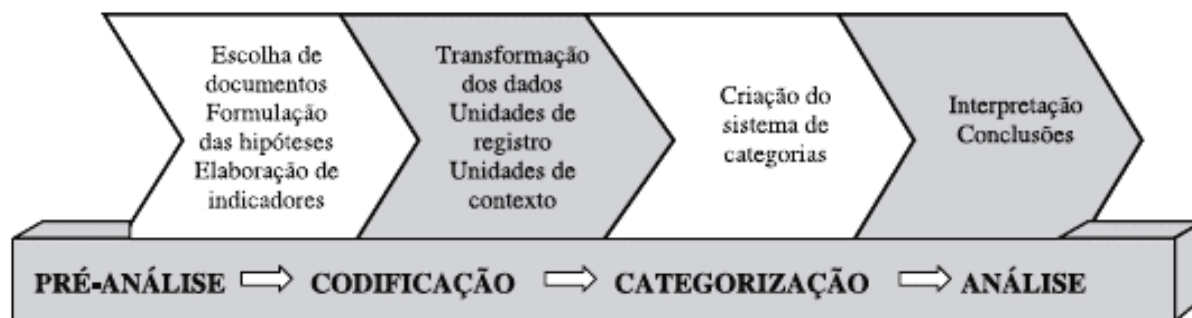 Escolha de
documentos
Formulação
das hipóteses
Elaboração de
indicadores
Transformação
dos dados
Unidades de
registro
Unidades de
contexto
Criação do
sistema de
categorias
Interpretação
Conclusões
PRÉ-ANÁLISE CODIFICAÇÃO CATEGORIZAÇÃO ANÁLISE